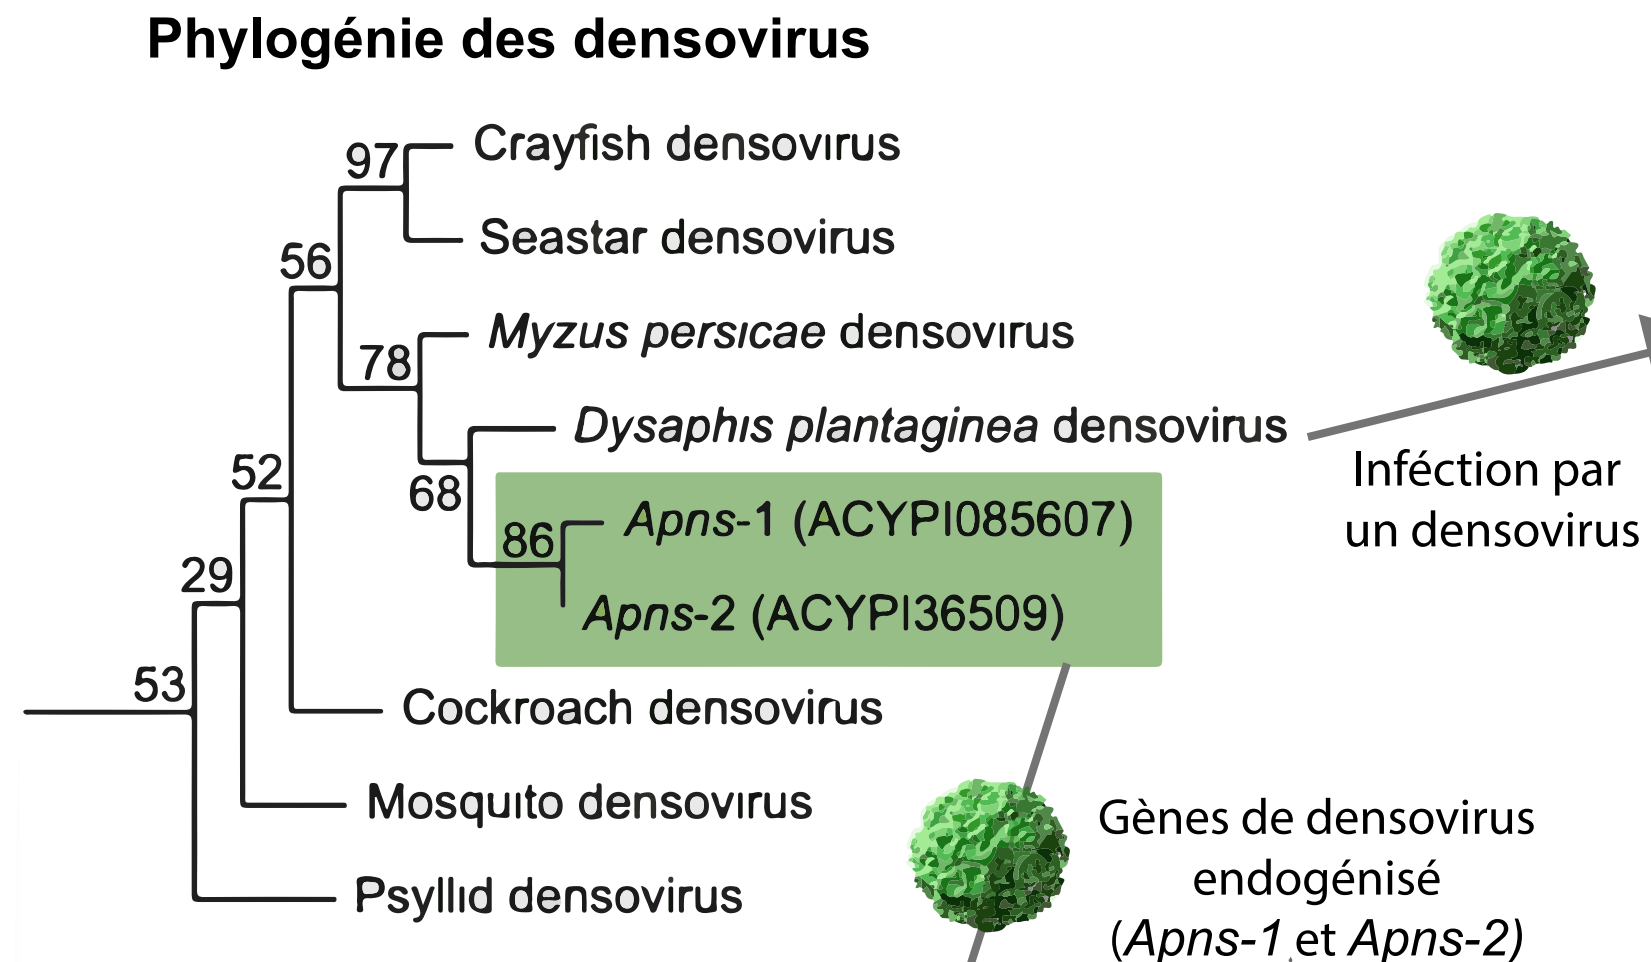 Phylogénie des densovirus
97
Crayfish densovirus
Seastar densovirus
56
Myzus persicae densovirus
78
Dysaphis plantaginea densovirus
68
Inféction par
un densovirus
Apns-1 (ACYPI085607)
86
Apns-2 (ACYPI36509)
52
29
53
Cockroach densovirus
Mosquito densovirus
Psyllid densovirus
Gènes de densovirus
endogénisé
(Apns-1 et Apns-2)